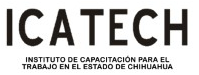 ICATECH
INSTITUTO DE CAPACITACIÓN PARA EL
TRABAJO EN EL ESTADO DE CHIHUAHUA